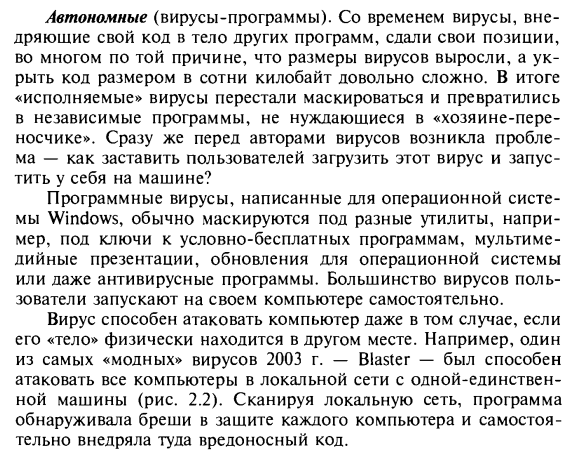 Автономные (вирусы-программы). Со временем вирусы, вне-
дряющие свой код в тело других программ, сдали свои позиции,
во многом по той причине, что размеры вирусов выросли, а ук-
рыть код размером в сотни килобайт довольно сложно. В итоге
«исполняемые» вирусы перестали маскироваться и превратились
в независимые программы, не нуждающиеся в «хозяине-пере-
носчике». Сразу же перед авторами вирусов возникла пробле-
ма — как заставить пользователей загрузить этот вирус и запус-
тить у себя на машине?
Программные вирусы, написанные для операционной систе-
мы Windows, обычно маскируются под разные утилиты, напри-
мер, под ключи к условно-бесплатных программам, мультиме-
дийные презентации, обновления для операционной системы
или даже антивирусные программы. Большинство вирусов поль-
зователи запускают на своем компьютере самостоятельно.
Вирус способен атаковать компьютер даже в том случае, если
его «тело» физически находится в другом месте. Например, один
из самых «модных» вирусов 2003 г. — Blaster — был способен
атаковать все компьютеры в локальной сети с одной-единствен-
ной машины (рис. 2.2). Сканируя локальную сеть, программа
обнаруживала бреши в защите каждого компьютера и самостоя-
тельно внедряла туда вредоносный код.